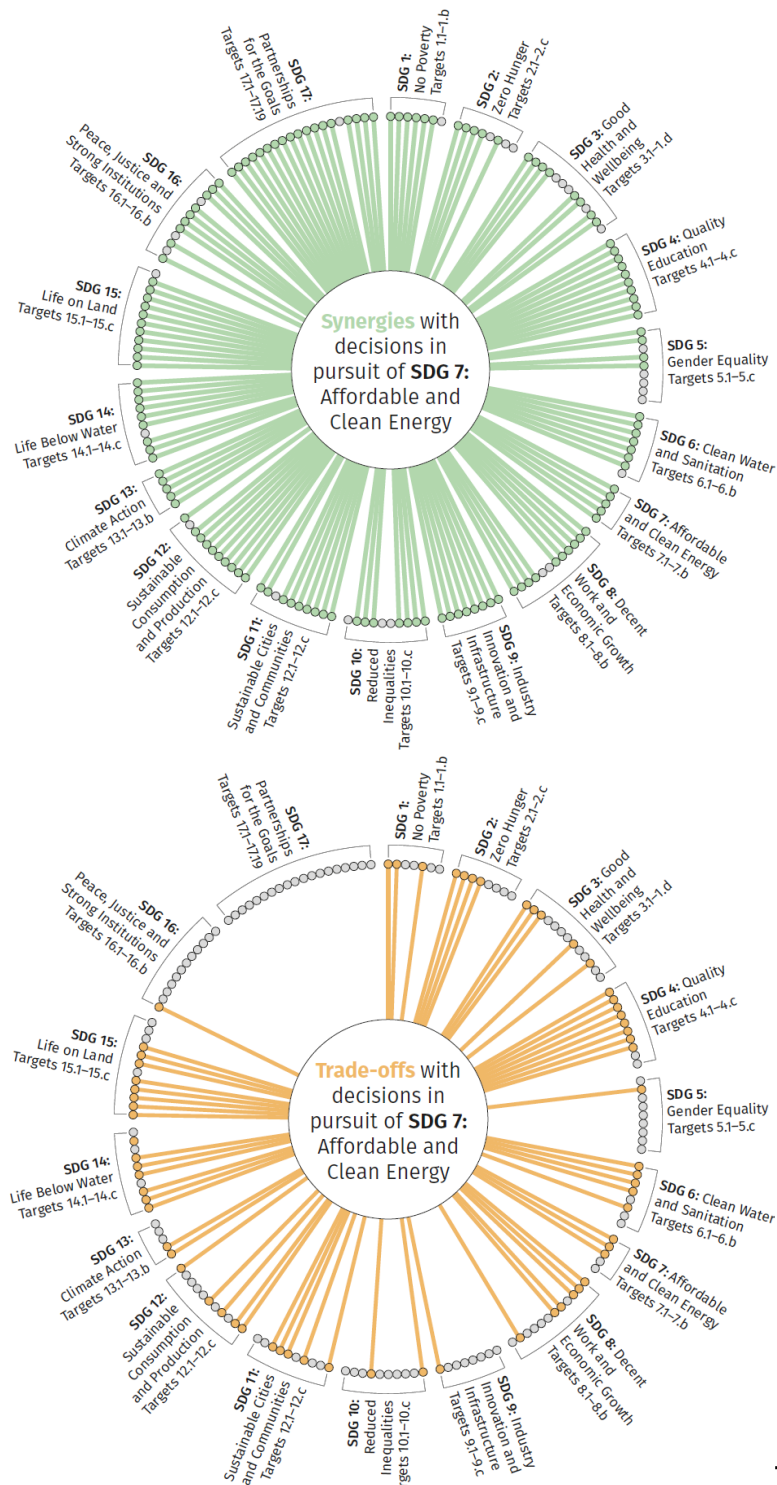 SDG 1:
No Poverty
Targets 1.1–1.b
SDG 2:
Zero Hunger
Targets 2.1–2.c
SDG 3: Good
Health and
Wellbeing
Targets 3.1–1.d
SDG 4: Quality
Education
Targets 4.1–4.c
SDG 5:
Gender Equality
Targets 5.1–5.c
SDG 6: Clean Water
and Sanitation
Targets 6.1–6.b
SDG 7: Affordable
and Clean Energy
Targets 7.1–7.b
SDG 8: Decent
Work and
Economic Growth
Targets 8.1–8.b
SDG 9: Industry
Innovation and
Infrastructure
Targets 9.1–9.c
SDG 10:
Reduced
Inequalities
Targets 10.1–10.c
SDG 11:
Sustainable Cities
and Communities
Targets 12.1–12.c
SDG 12:
Sustainable
Consumption
and Production
Targets 12.1–12.c
SDG 13:
Climate Action
Targets 13.1–13.b
SDG 14:
Life Below Water
Targets 14.1–14.c
SDG 15:
Life on Land
Targets 15.1–15.c
SDG 16:
Peace, Justice and
Strong Institutions
Targets 16.1–16.b
SDG 17:
Partnerships
for the Goals
Targets 17.1–17.19
Synergies with
decisions in
pursuit of SDG 7:
Affordable and
Clean Energy
SDG 1:
No Poverty
Targets 1.1–1.b
SDG 2:
Zero Hunger
Targets 2.1–2.c
SDG 3: Good
Health and
Wellbeing
Targets 3.1–1.d
SDG 4: Quality
Education
Targets 4.1–4.c
SDG 5:
Gender Equality
Targets 5.1–5.c
SDG 6: Clean Water
and Sanitation
Targets 6.1–6.b
SDG 7: Affordable
and Clean Energy
Targets 7.1–7.b
SDG 8: Decent
Work and
Economic Growth
Targets 8.1–8.b
SDG 9: Industry
Innovation and
Infrastructure
Targets 9.1–9.c
SDG 10:
Reduced
Inequalities
argets 10.1–10.c
SDG 11:
Sustainable Cities
and Communities
Targets 12.1–12.c
SDG 12:
Sustainable
Consumption
and Production
Targets 12.1–12.c
SDG 13:
Climate Action
Targets 13.1–13.b
SDG 14:
Life Below Water
Targets 14.1–14.c
SDG 15:
Life on Land
Targets 15.1–15.c
SDG 16:
Peace, Justice and
Strong Institutions
Targets 16.1–16.b
SDG 17:
Partnerships
for the Goals
Targets 17.1–17.19
Trade-offs with
decisions in
pursuit of SDG 7:
Affordable and
Clean Energy